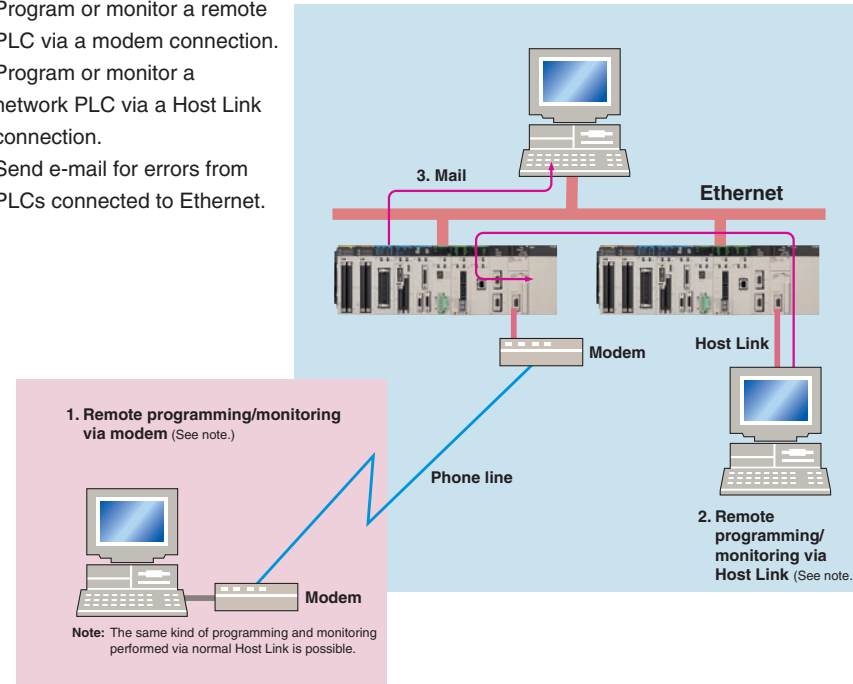 Program or monitor a remote
PLC via a modem connection.
Program or monitor a
network PLC via a Host Link
connection.
Send e-mail for errors from
PLCs connected to Ethernet.
3. Mail
Ethernet
Modem
Host Link
1. Remote programming/monitoring
via modem (See note.)
Phone line
2. Remote
programming/
monitoring via
Host Link (See note.
Modem
Note: The same kind of programming and monitoring
performed via normal Host Link is possible.